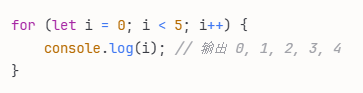 for (let i = 0; i < 5; i++) {
    console.log(i); // 输出 0, 1, 2, 3, 4
}